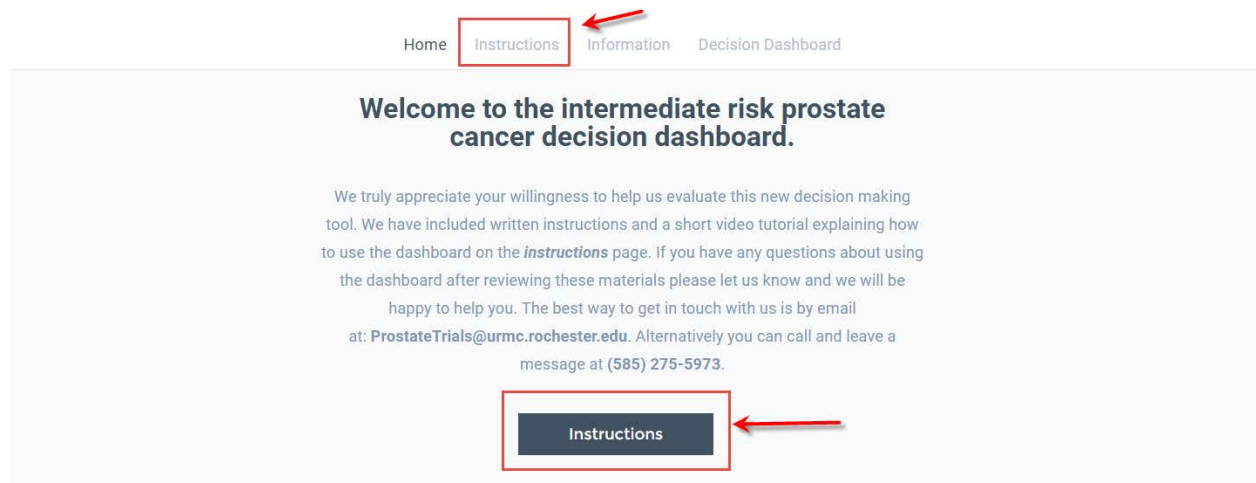 Home Instructions Information Decision Dashboard
Welcome to the intermediate risk prostate
cancer decision dashboard.
We truly appreciate your willingness to help us evaluate this new decision making
tool. We have included written instructions and a short video tutorial explaining how
to use the dashboard on the instructions page. If you have any questions about using
the dashboard after reviewing these materials please let us know and we will be
happy to help you. The best way to get in touch with us is by email
at: ProstateTrials@urmc.rochester.edu. Alternatively you can call and leave a
message at (585) 275-5973.
Instructions